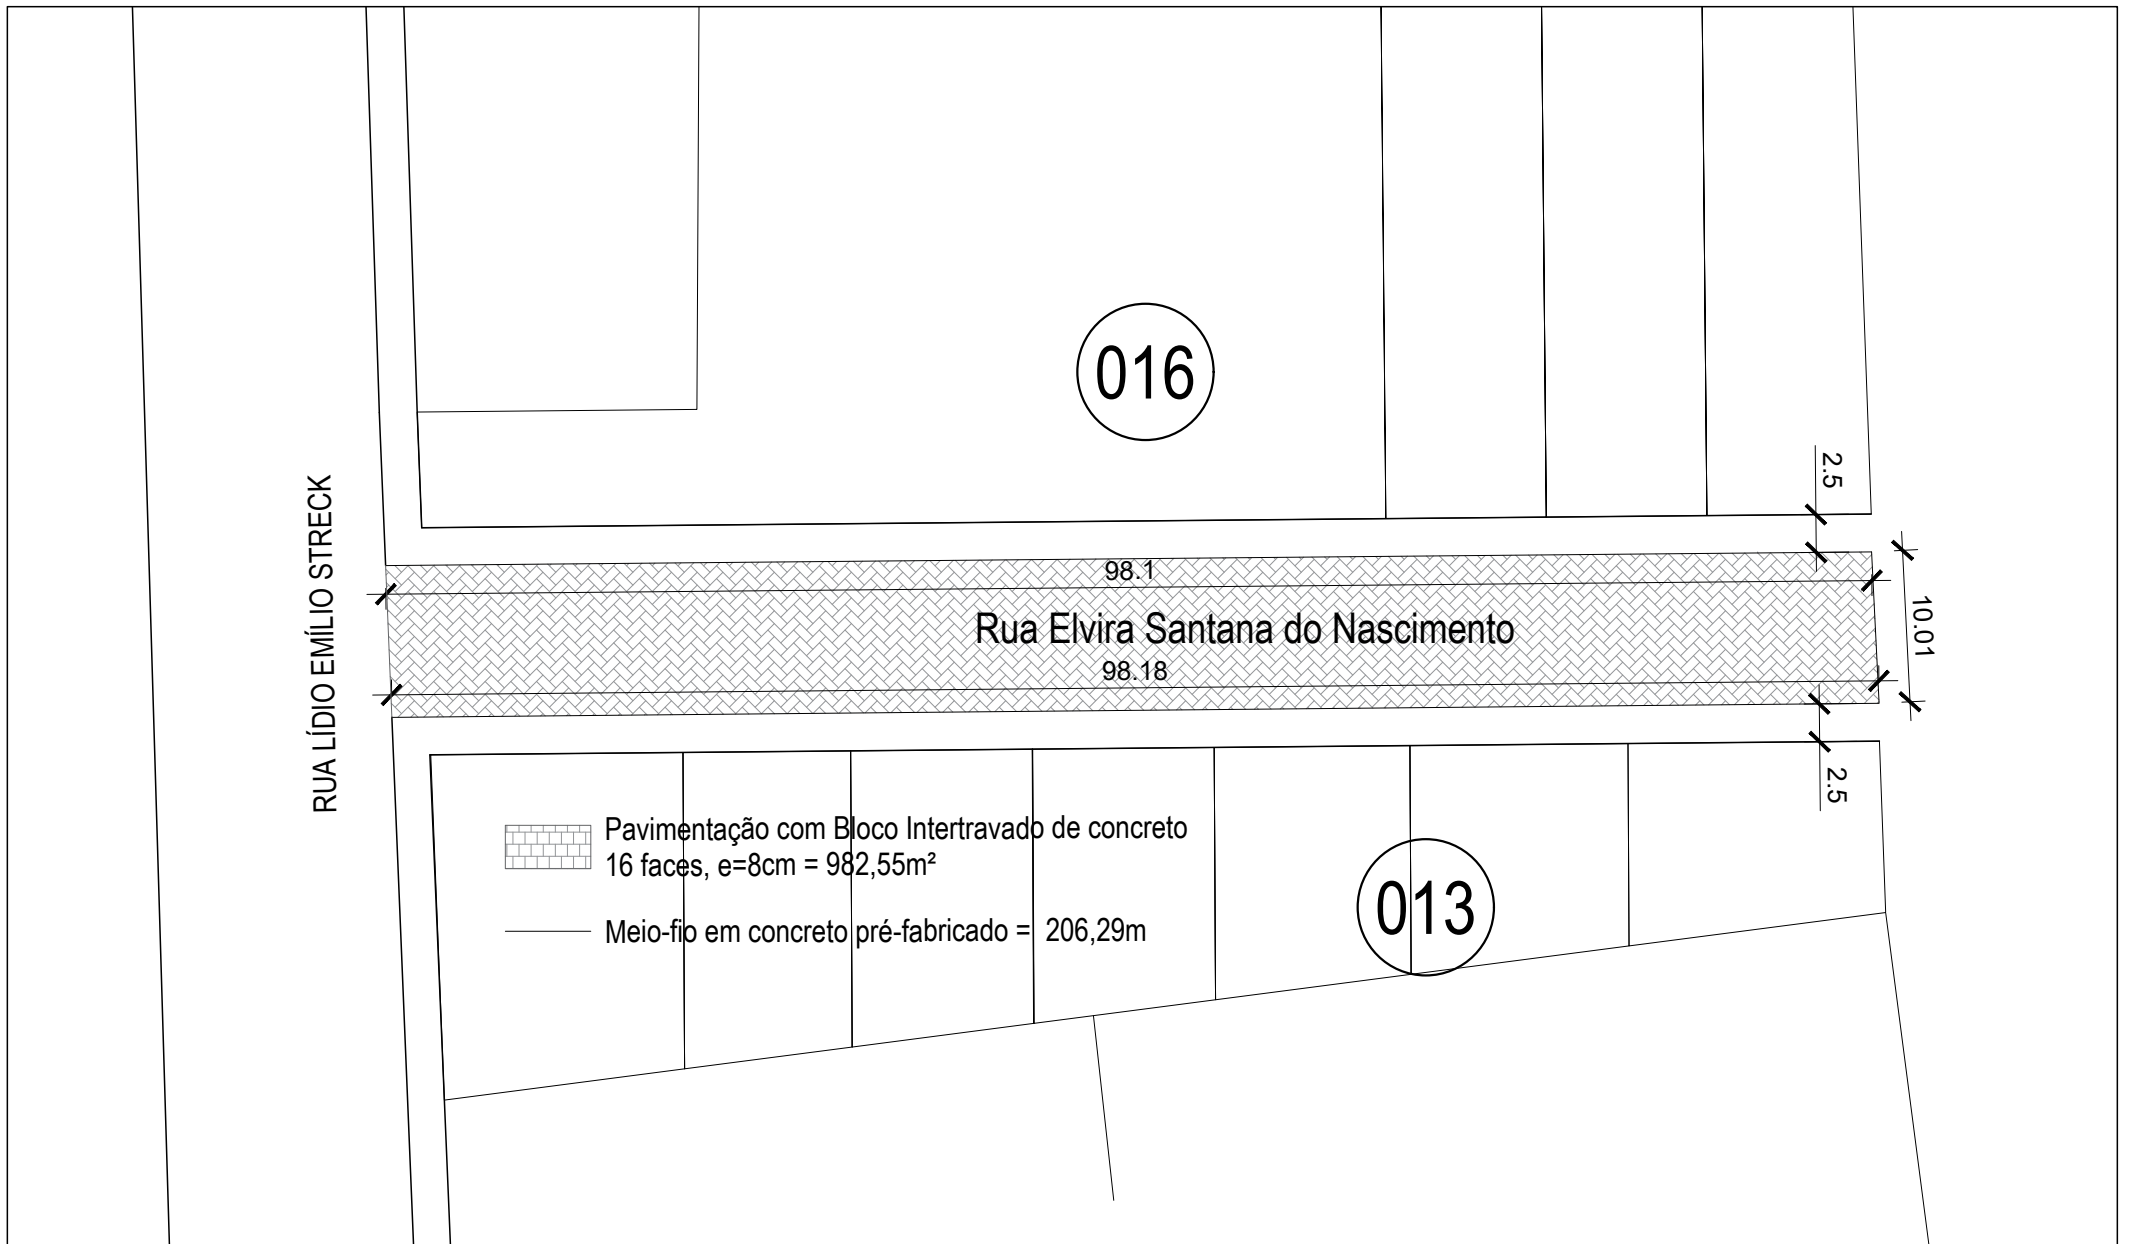 016
2.5
RUA LÍDIO EMÍLIO STRECK
98.1
10.01
Rua Elvira Santana do Nascimento
98.18
2.5
Pavimentação com Bloco Intertravado de concreto
16 faces, e=8cm = 982,55m²
013
Meio-fio em concreto pré-fabricado = 206,29m